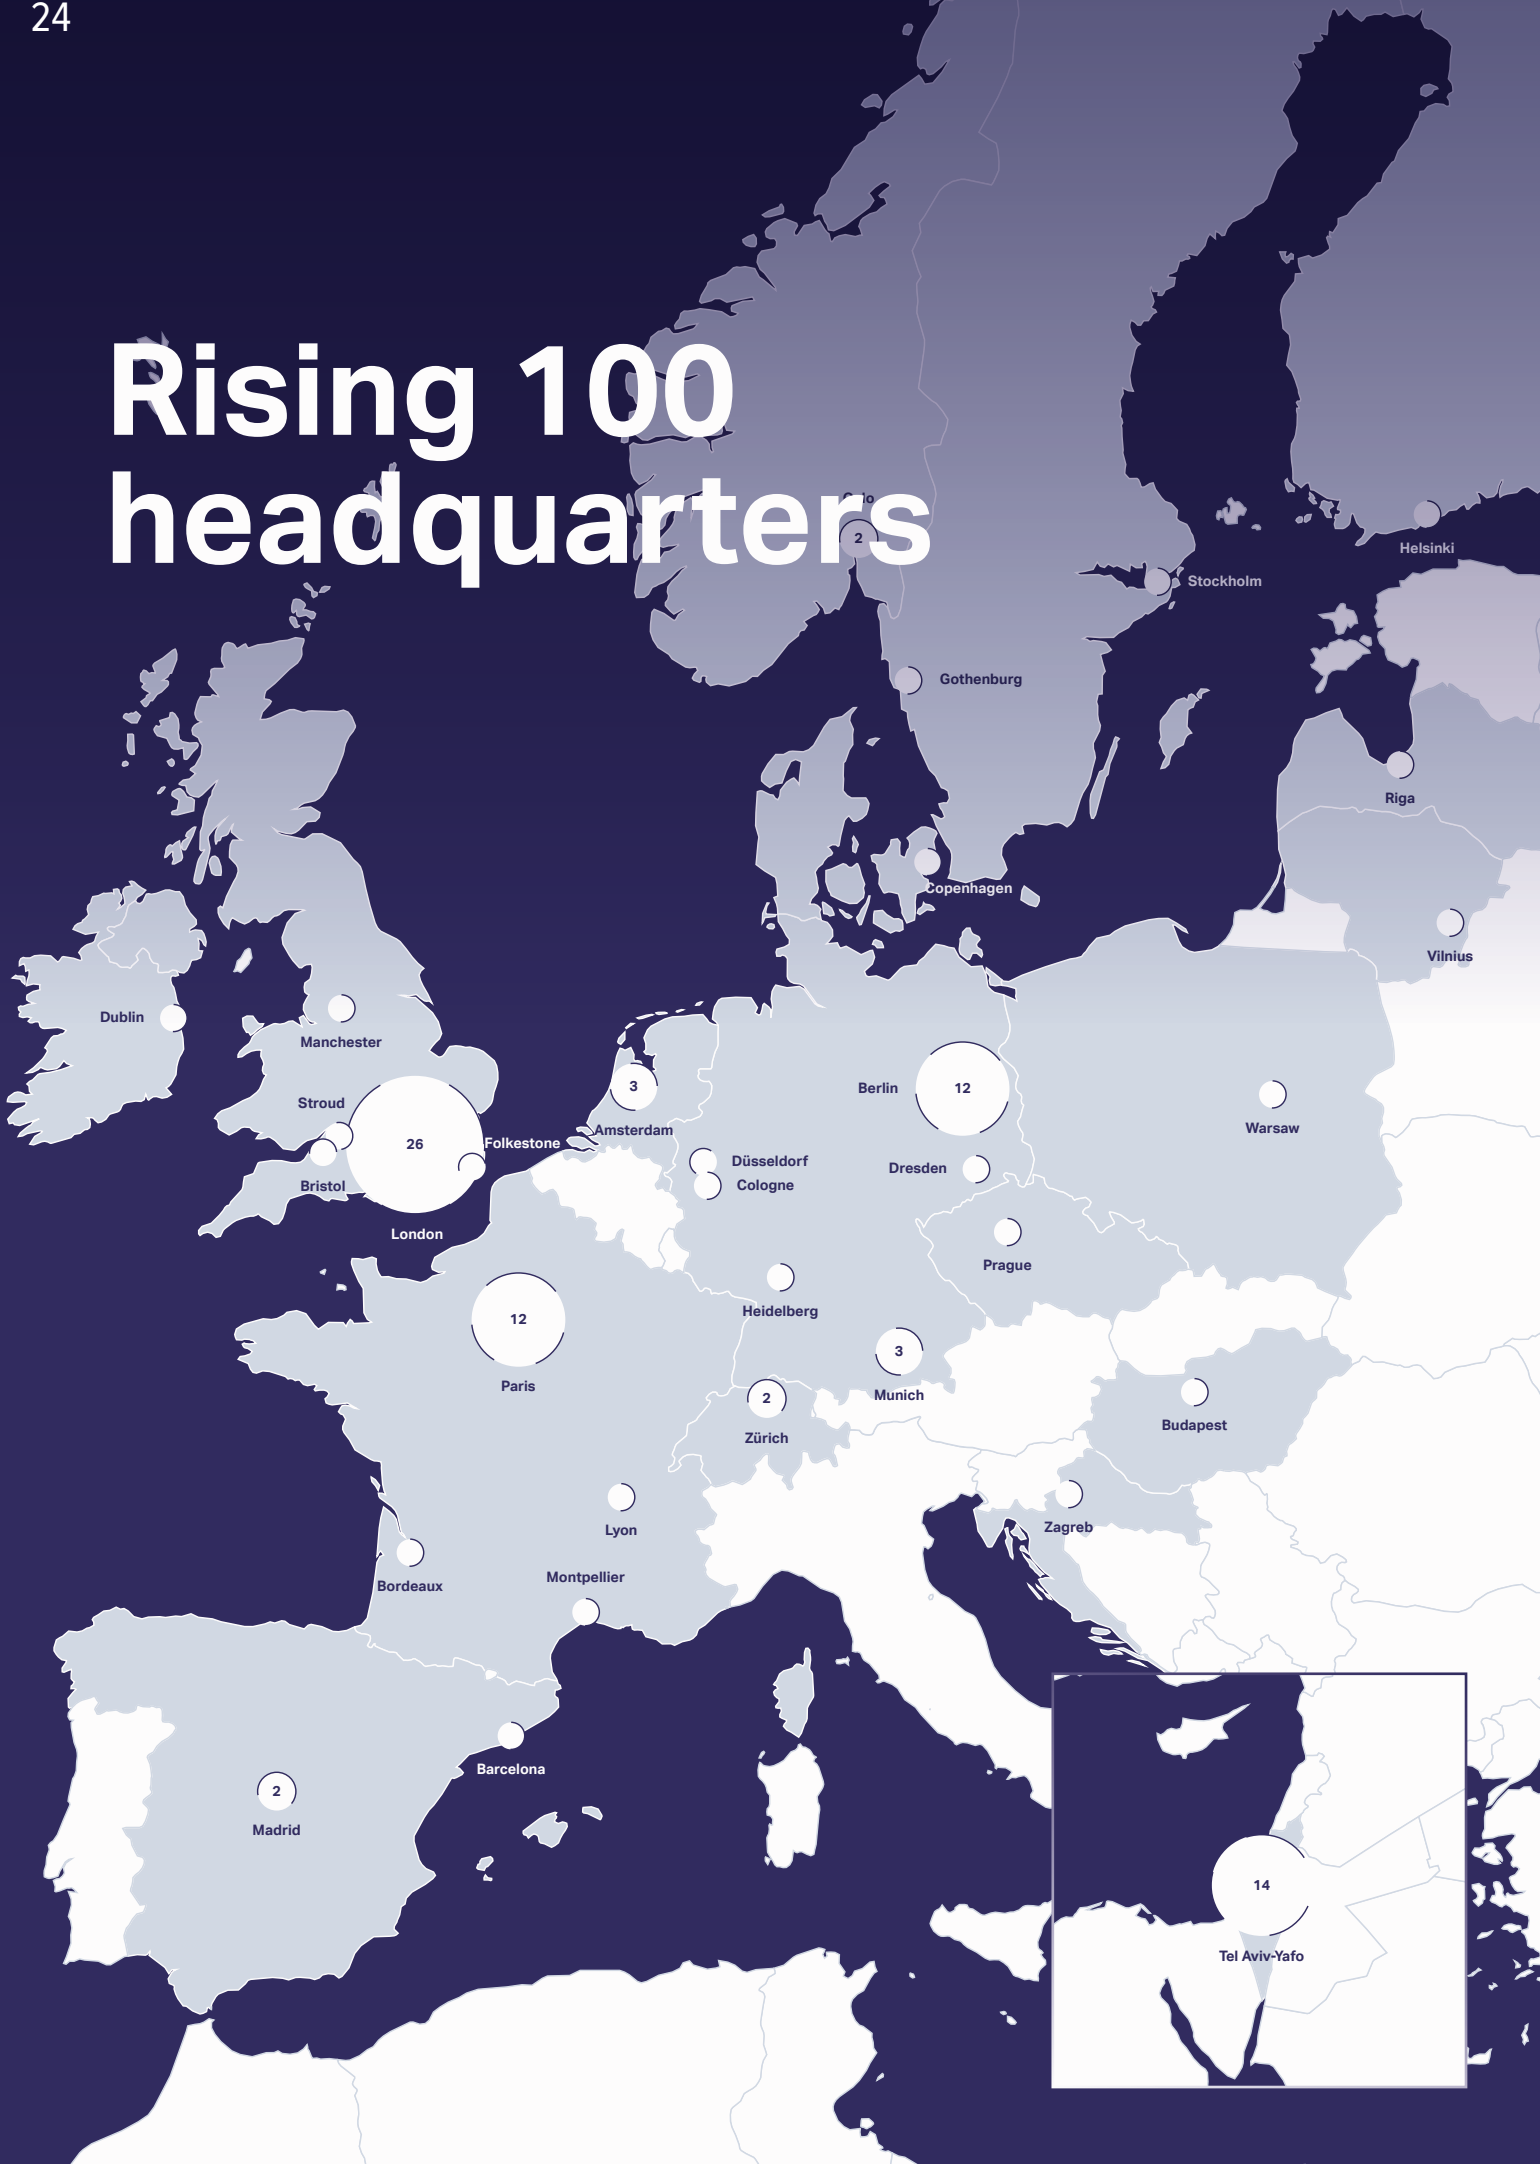 24
Rising 100
headquarters
Oslo
2
Helsinki
Stockholm
Gothenburg
Riga
Copenhagen
Vilnius
Dublin
Manchester
Stroud
26
Folkestone
Bristol
London
3
Amsterdam
Berlin
12
Warsaw
Düsseldorf
Cologne
Dresden
Prague
Heidelberg
12
Paris
3
Munich
2
Zürich
Budapest
Lyon
Zagreb
Bordeaux
Montpellier
Barcelona
2
Madrid
14
Tel Aviv-Yafo